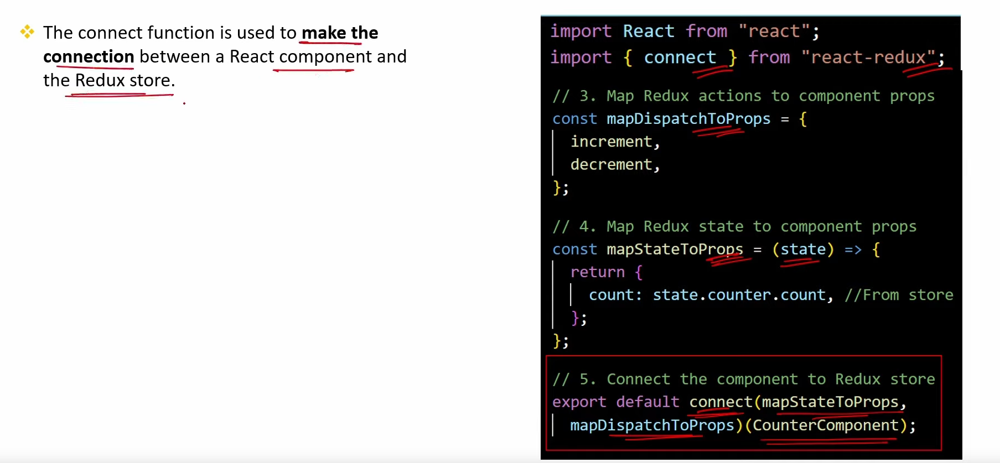 The connect function is used to make the
connection between a React component and
the Redux store.
import React from "react";
import { connect } from "react-redux";
// 3. Map Redux actions to component props
const mapDispatchToProps = {
increment,
decrement,
};
// 4. Map Redux state to component props
const mapStateToProps = (state) => {
return {
count: state.counter.count, //From store
};
};
// 5. Connect the component to Redux store
export default connect(mapStateToProps,
mapDispatchToProps)(CounterComponent);